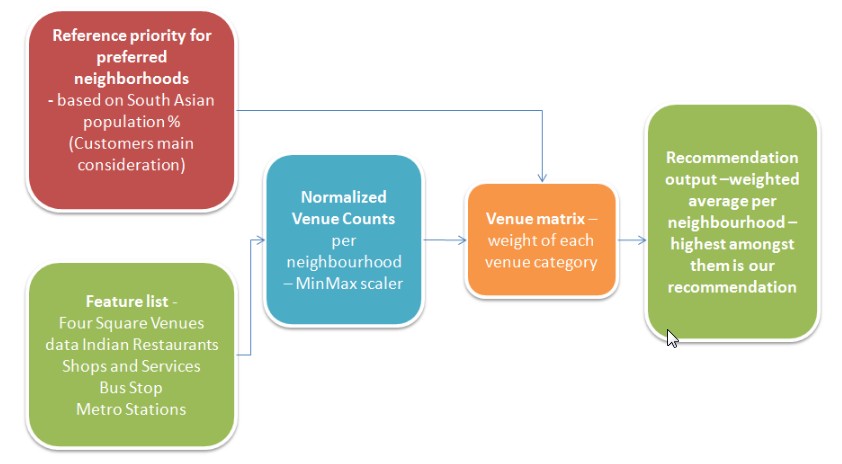 Reference priority for
preferred
neighborhoods
- based on South Asian
population %
(Customers main
consideration)
Feature list -
Four Square Venues
data Indian Restaurants
Shops and Services
Bus Stop
Metro Stations
Normalized
Venue Counts
per
neighbourhood
– MinMax scaler
Venue matrix –
weight of each
venue category
Recommendation
output –weighted
average per
neighbourhood –
highest amongst
them is our
recommendation